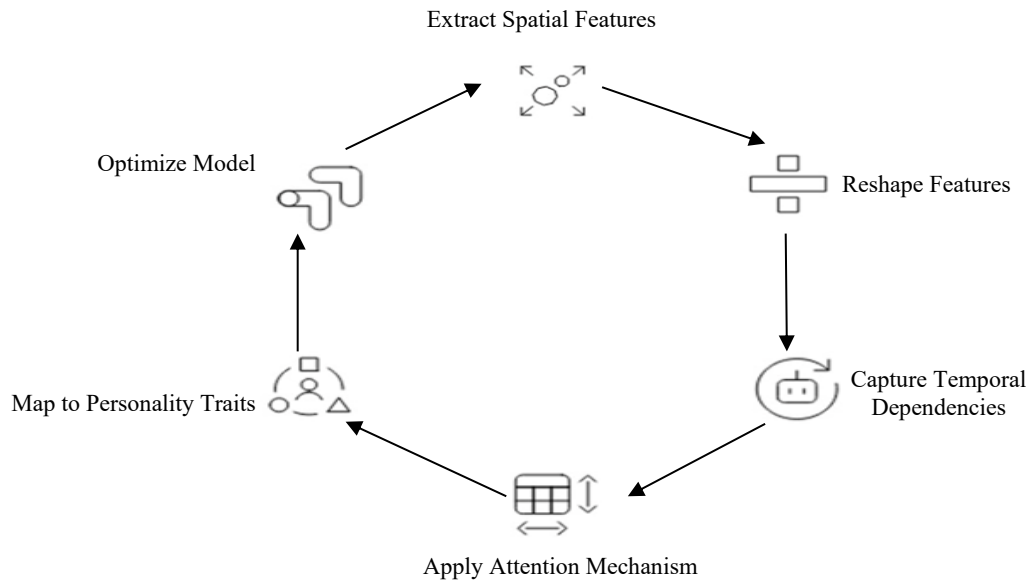 Extract Spatial Features
Optimize Model
Reshape Features
Capture Temporal
Dependencies
Map to Personality Traits
Apply Attention Mechanism